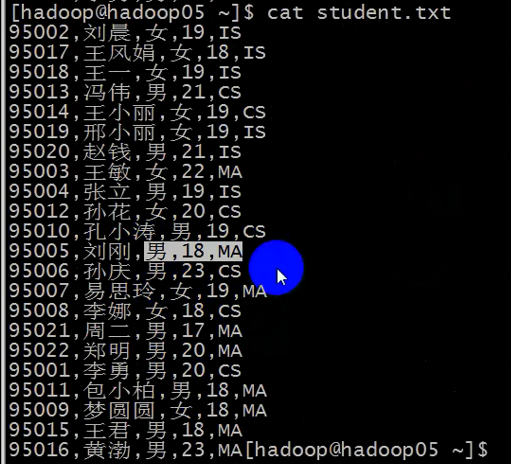 [hadoop@hadoop05 ~]$ cat student.txt
95002,刘晨,女,19,IS
95017,王风娟,女,18,IS
95018,王一,女,19,IS
95013,冯伟,男,21,CS
95014,王小丽,女,19,CS
95019,邢小丽,女,19,IS
95020,赵钱,男,21,IS
95003,王敏,女,22,MA
95004,张立,男,19,IS
95012,孙花,女,20,CS
95010,孔小涛,男,19,CS
95005,刘刚,男,18,MA
95006,孙庆,男,23,CS
95007,易思玲,女,19,MA
95008,李娜,女,18,CS
95021,周二,男,17,MA
95022,郑明,男,20,MA
95001,李勇,男,20,CS
95011,包小柏,男,18,MA
95009,梦圆圆,女,18,MA
95015,王君,男,18,MA
95016,黄渤,男,23,MA[hadoop@hadoop05 ~]$